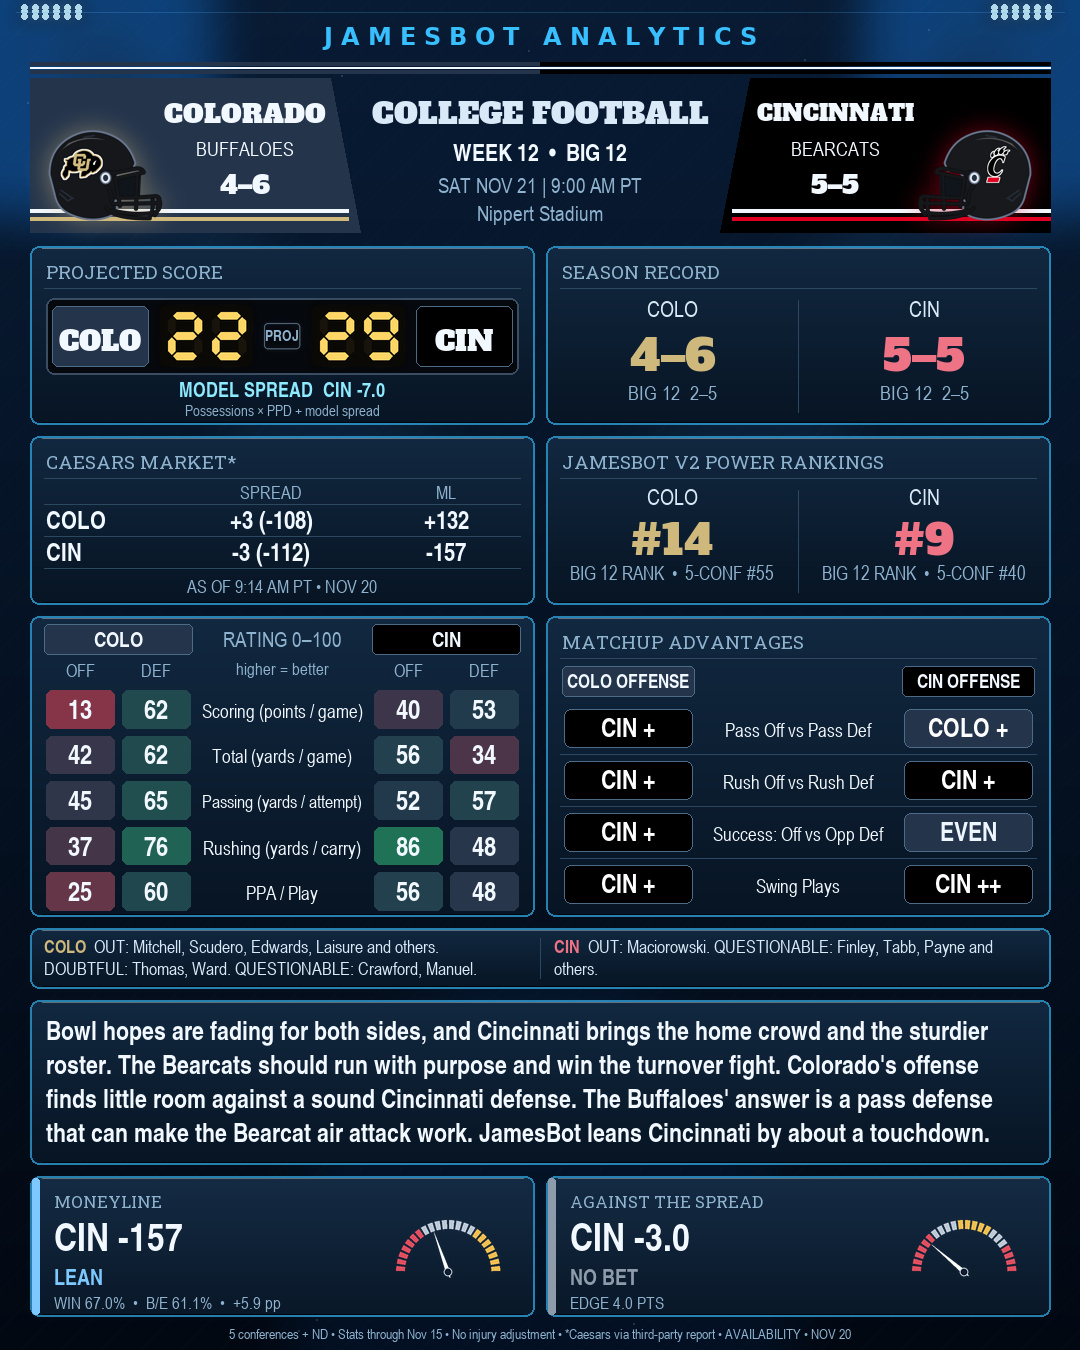 JAMESBOT ANALYTICS
COLORADO
BUFFALOES
4–6
COLLEGE FOOTBALL
WEEK 12 • BIG 12
SAT NOV 21 | 9:00 AM PT
Nippert Stadium
CINCINNATI
BEARCATS
5–5
PROJECTED SCORE
COLO 22 PROJ 29 CIN
MODEL SPREAD CIN -7.0
Possessions × PPD + model spread
SEASON RECORD
COLO CIN
4–6 5–5
BIG 12 2–5 BIG 12 2–5
CAESARS MARKET*
SPREAD ML
COLO +3 (-108) +132
CIN -3 (-112) -157
AS OF 9:14 AM PT • NOV 20
JAMESBOT V2 POWER RANKINGS
COLO CIN
#14 #9
BIG 12 RANK • 5-CONF #55 BIG 12 RANK • 5-CONF #40
COLO RATING 0–100 CIN
OFF DEF higher = better OFF DEF
13 62 Scoring (points / game) 40 53
42 62 Total (yards / game) 56 34
45 65 Passing (yards / attempt) 52 57
37 76 Rushing (yards / carry) 86 48
25 60 PPA / Play 56 48
MATCHUP ADVANTAGES
COLO OFFENSE CIN OFFENSE
CIN + Pass Off vs Pass Def COLO +
CIN + Rush Off vs Rush Def CIN +
CIN + Success: Off vs Opp Def EVEN
CIN + Swing Plays CIN ++
COLO OUT: Mitchell, Scudero, Edwards, Laisure and others.
DOUBTFUL: Thomas, Ward. QUESTIONABLE: Crawford, Manuel.
CIN OUT: Maciorowski. QUESTIONABLE: Finley, Tabb, Payne and
others.
Bowl hopes are fading for both sides, and Cincinnati brings the home crowd and the sturdier
roster. The Bearcats should run with purpose and win the turnover fight. Colorado's offense
finds little room against a sound Cincinnati defense. The Buffaloes' answer is a pass defense
that can make the Bearcat air attack work. JamesBot leans Cincinnati by about a touchdown.
MONEYLINE
CIN -157
LEAN
WIN 67.0% • B/E 61.1% • +5.9 pp
AGAINST THE SPREAD
CIN -3.0
NO BET
EDGE 4.0 PTS
5 conferences + ND • Stats through Nov 15 • No injury adjustment • *Caesars via third-party report • AVAILABILITY • NOV 20